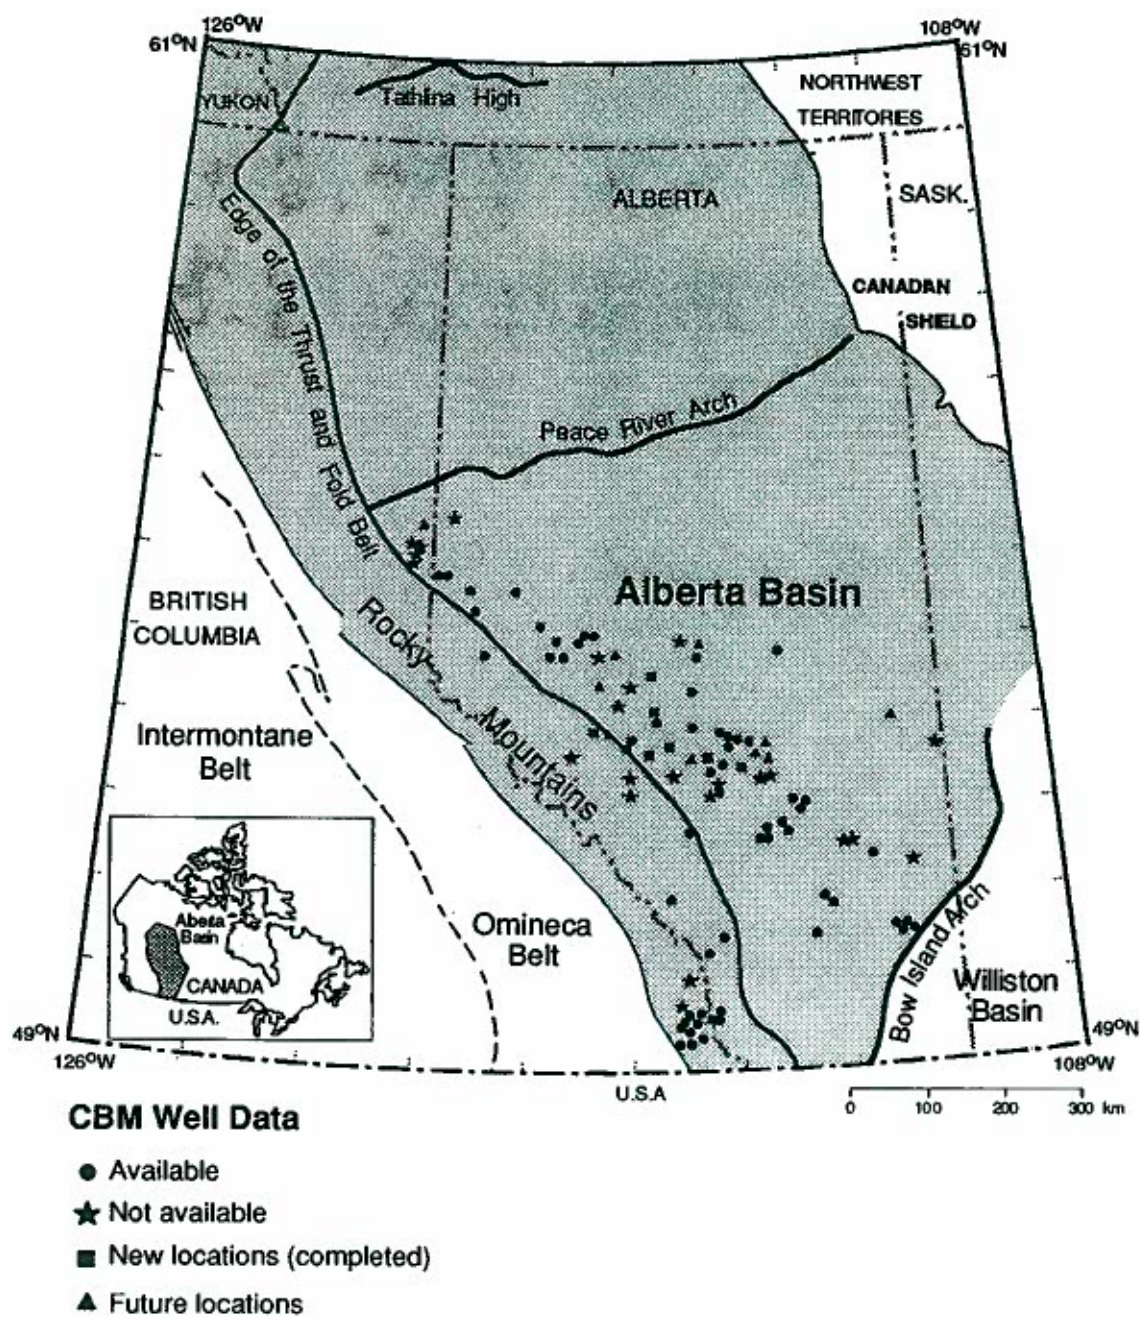 126°W
108°W
61°N
61°N
YUKON
Tathlina High
NORTHWEST
TERRITORIES
ALBERTA
SASK.
Edge of the Thrust and Fold Belt
CANADIAN
SHIELD
Peace River Arch
BRITISH
COLUMBIA
Alberta Basin
Rocky Mountains
Intermontane
Belt
Omineca
Belt
Bow Island Arch
Williston
Basin
Alberta
Basin
CANADA
U.S.A.
49°N
49°N
126°W
108°W
U.S.A
0 100 200 300 km
CBM Well Data
Available
Not available
New locations (completed)
Future locations